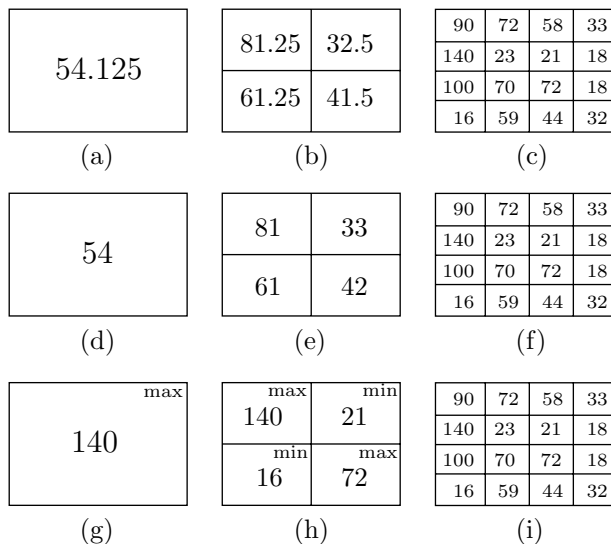 54.125
81.25 32.5
61.25 41.5
90 72 58 33
140 23 21 18
100 70 72 18
16 59 44 32
(a) (b) (c)
54
81 33
61 42
90 72 58 33
140 23 21 18
100 70 72 18
16 59 44 32
(d) (e) (f)
max
140
max min
140 21
min max
16 72
90 72 58 33
140 23 21 18
100 70 72 18
16 59 44 32
(g) (h) (i)